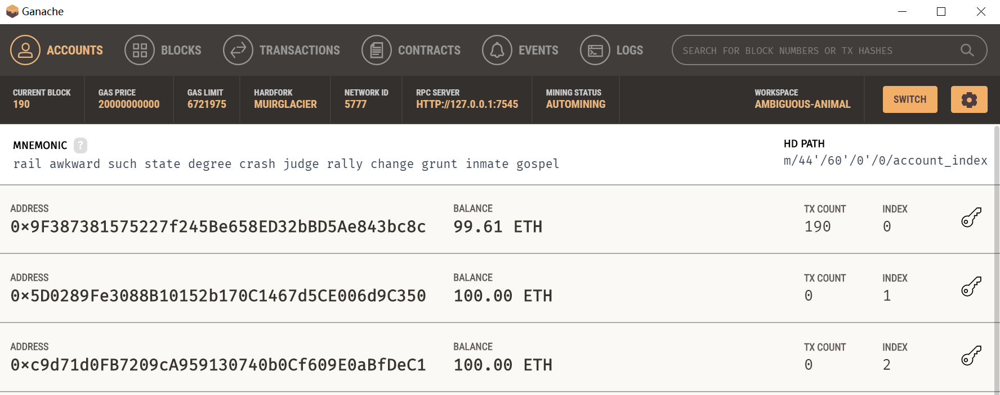 Ganache
ACCOUNTS BLOCKS TRANSACTIONS CONTRACTS EVENTS LOGS SEARCH FOR BLOCK NUMBERS OR TX HASHES
CURRENT BLOCK GAS PRICE GAS LIMIT HARDFORK NETWORK ID RPC SERVER MINING STATUS WORKSPACE
190 20000000000 6721975 MUIRGLACIER 5777 HTTP://127.0.0.1:7545 AUTOMINING AMBIGUOUS-ANIMAL SWITCH
MNEMONIC ? HD PATH
rail awkward such state degree crash judge rally change grunt inmate gospel m/44'/60'/0'/0/account_index
ADDRESS BALANCE TX COUNT INDEX
0×9F387381575227f245Be658ED32bBD5Ae843bc8c 99.61 ETH 190 0
ADDRESS BALANCE TX COUNT INDEX
0×5D0289Fe3088B10152b170C1467d5CE006d9C350 100.00 ETH 0 1
ADDRESS BALANCE TX COUNT INDEX
0×c9d71d0FB7209cA959130740b0Cf609E0aBfDeC1 100.00 ETH 0 2